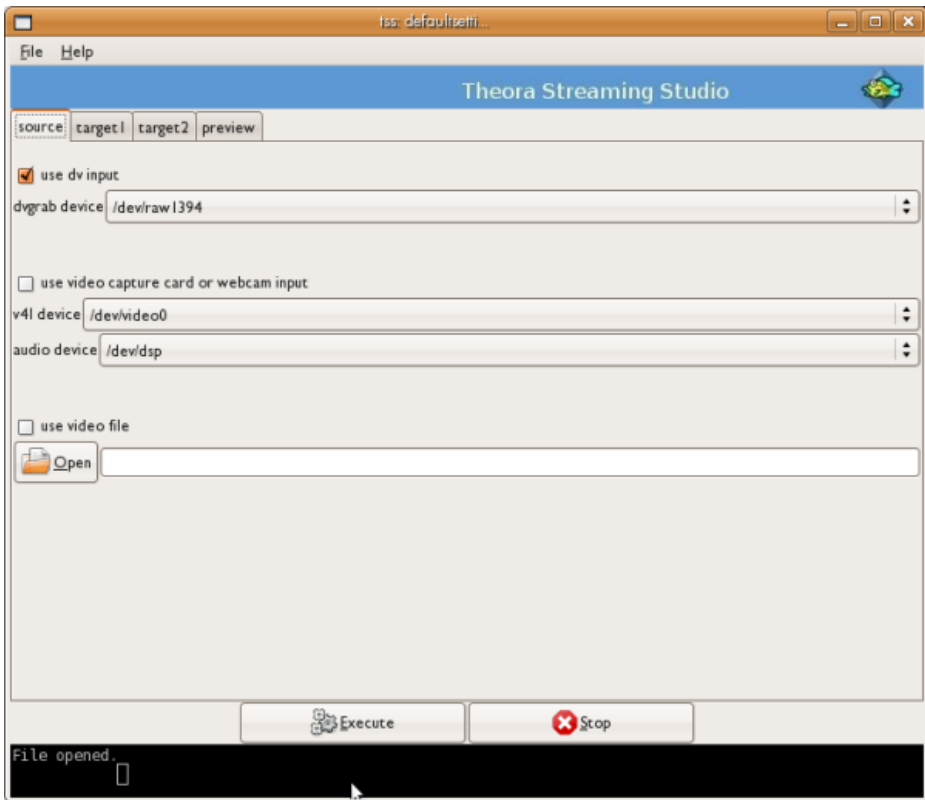 tss: defaultsetti...
File Help
Theora Streaming Studio
source target1 target2 preview
use dv input
dvgrab device /dev/raw1394
use video capture card or webcam input
v4l device /dev/video0
audio device /dev/dsp
use video file
Open
Execute Stop
File opened.